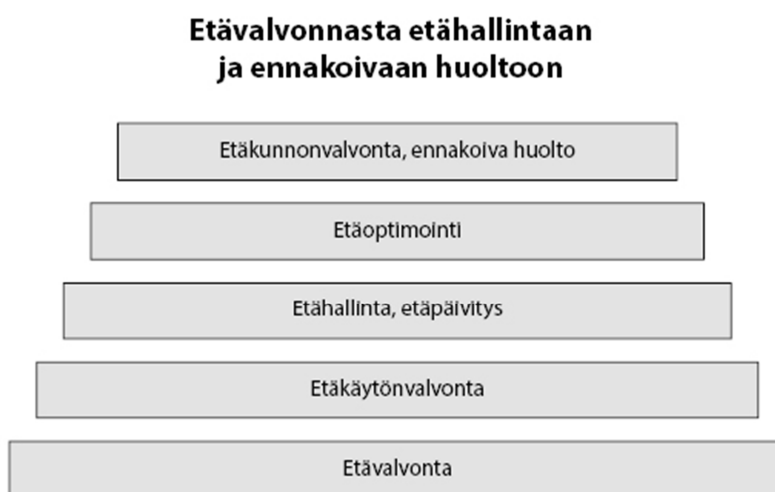 Etävalvonnasta etähallintaan
ja ennakoivaan huoltoon
Etäkunnonvalvonta, ennakoiva huolto
Etäoptimointi
Etähallinta, etäpäivitys
Etäkäytönvalvonta
Etävalvonta